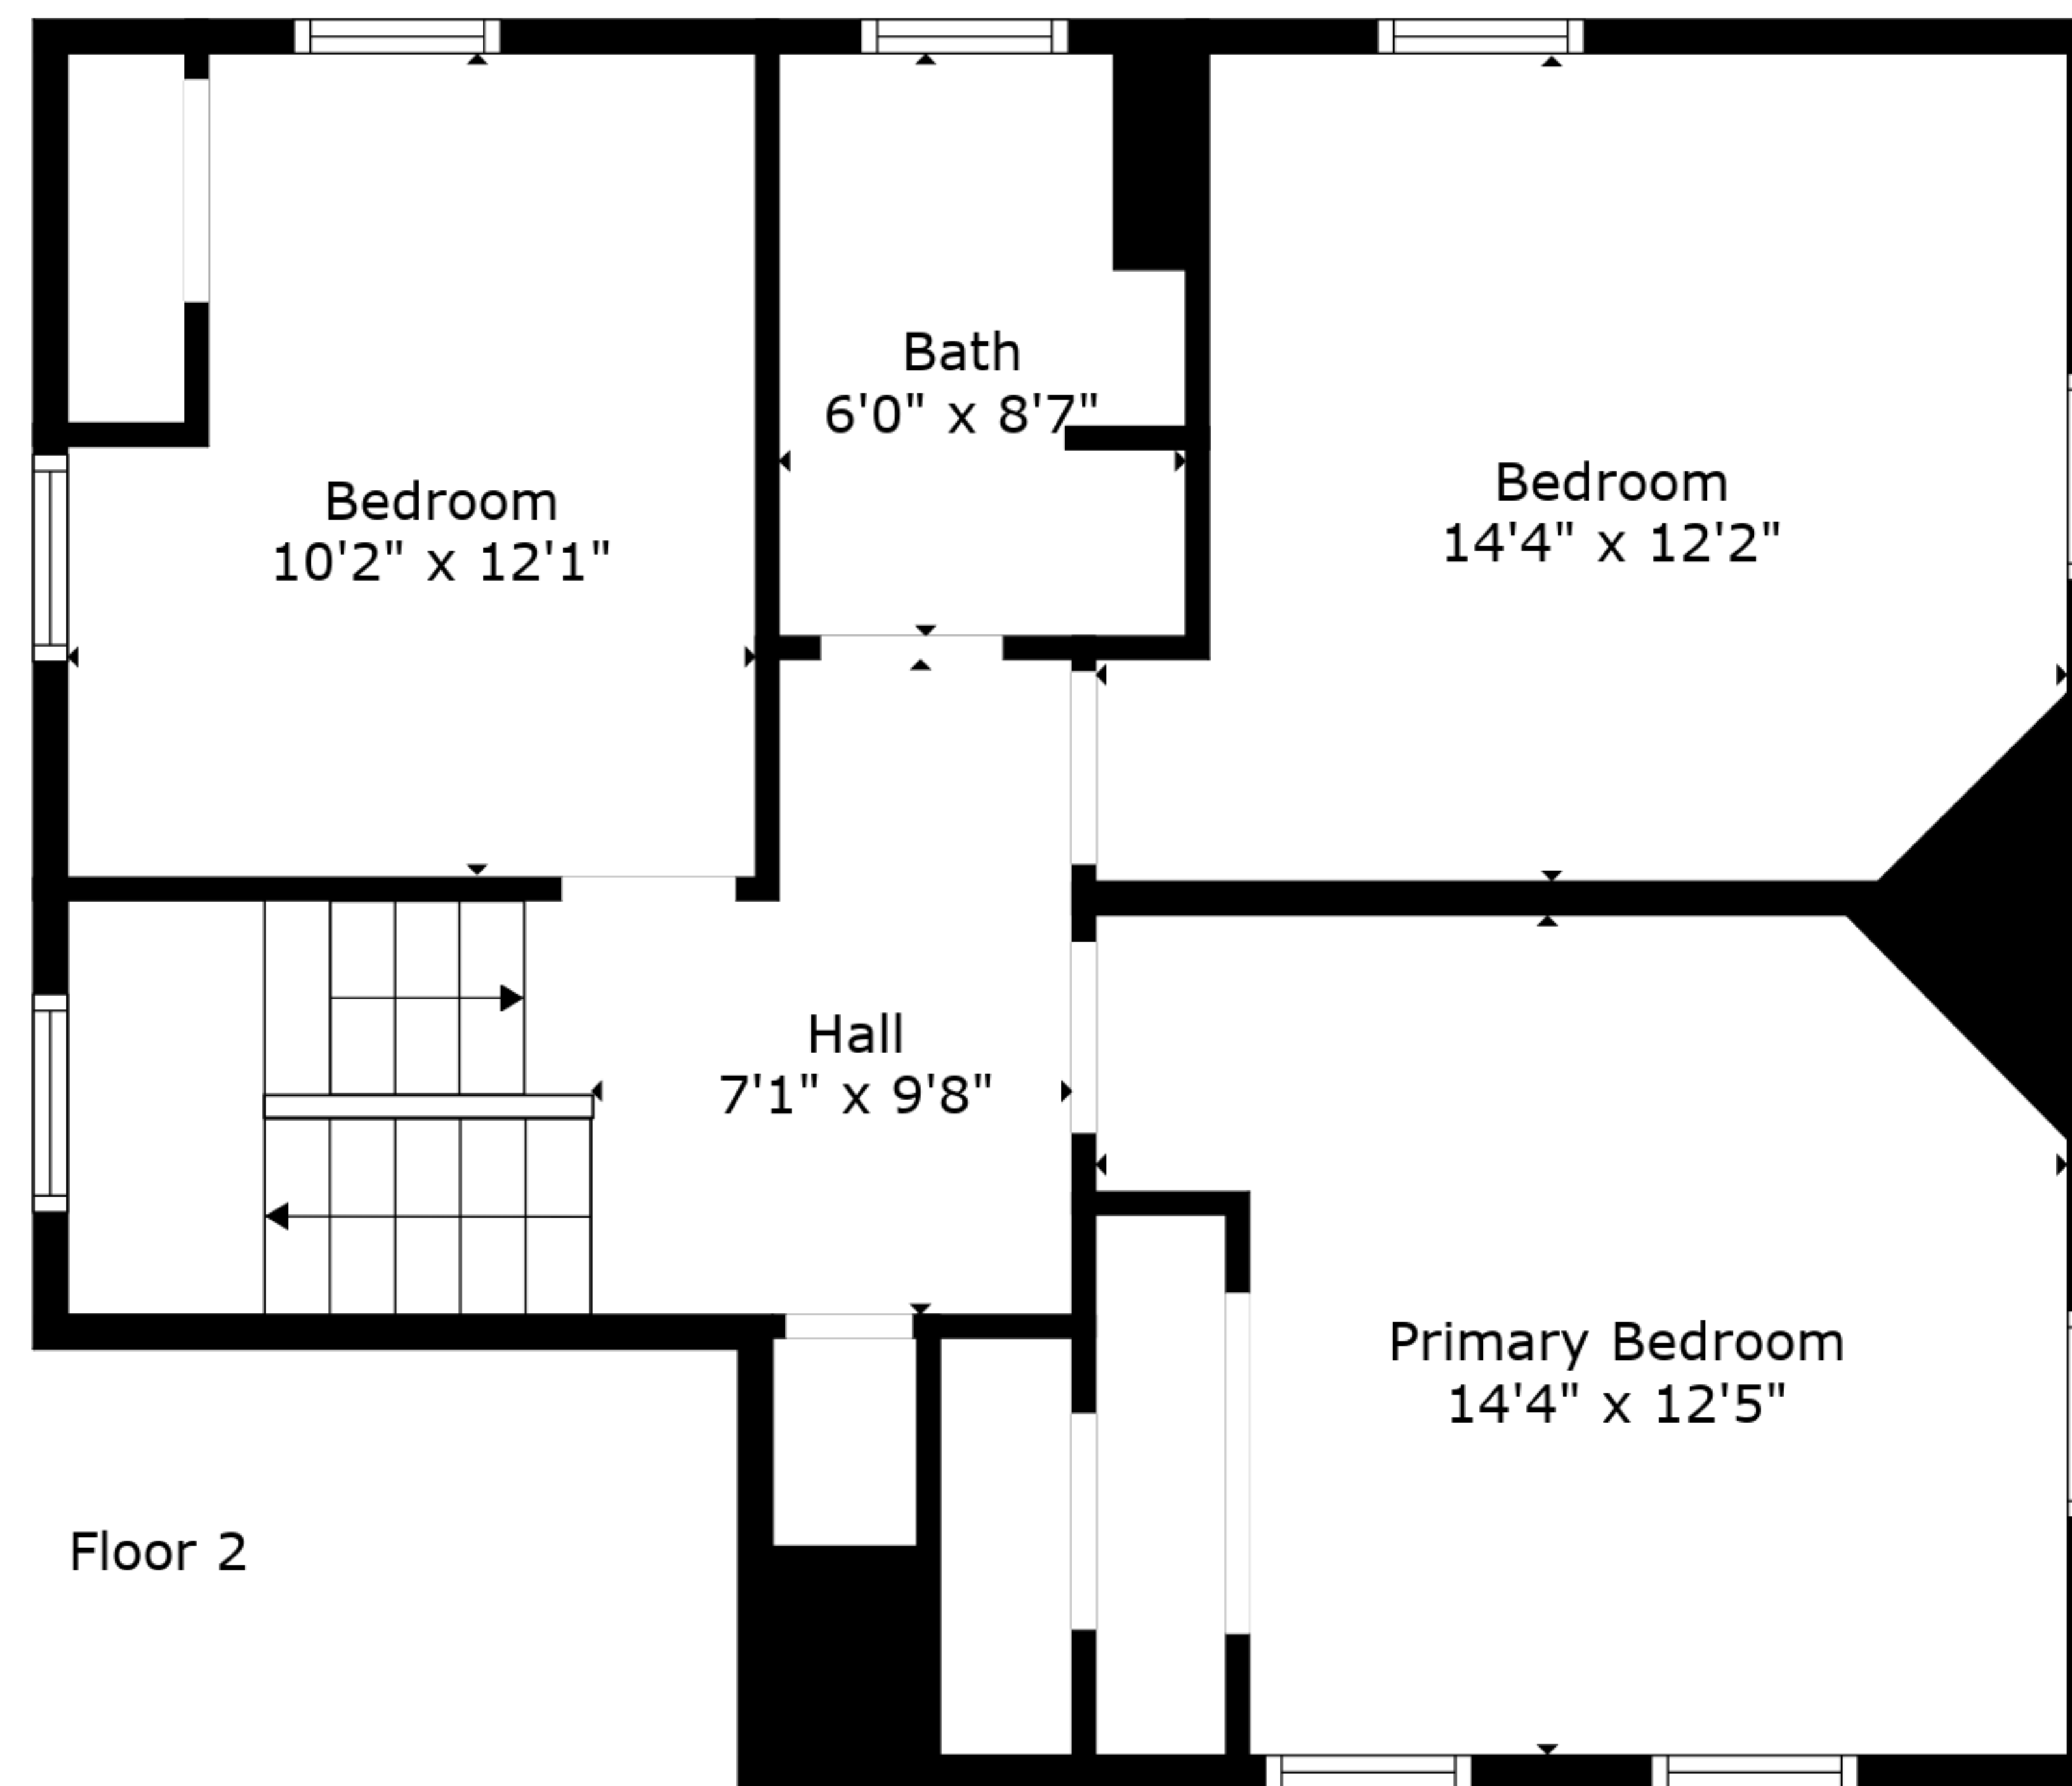 Bath
6'0" x 8'7"
Bedroom
10'2" x 12'1"
Bedroom
14'4" x 12'2"
Hall
7'1" x 9'8"
Primary Bedroom
14'4" x 12'5"
Floor 2